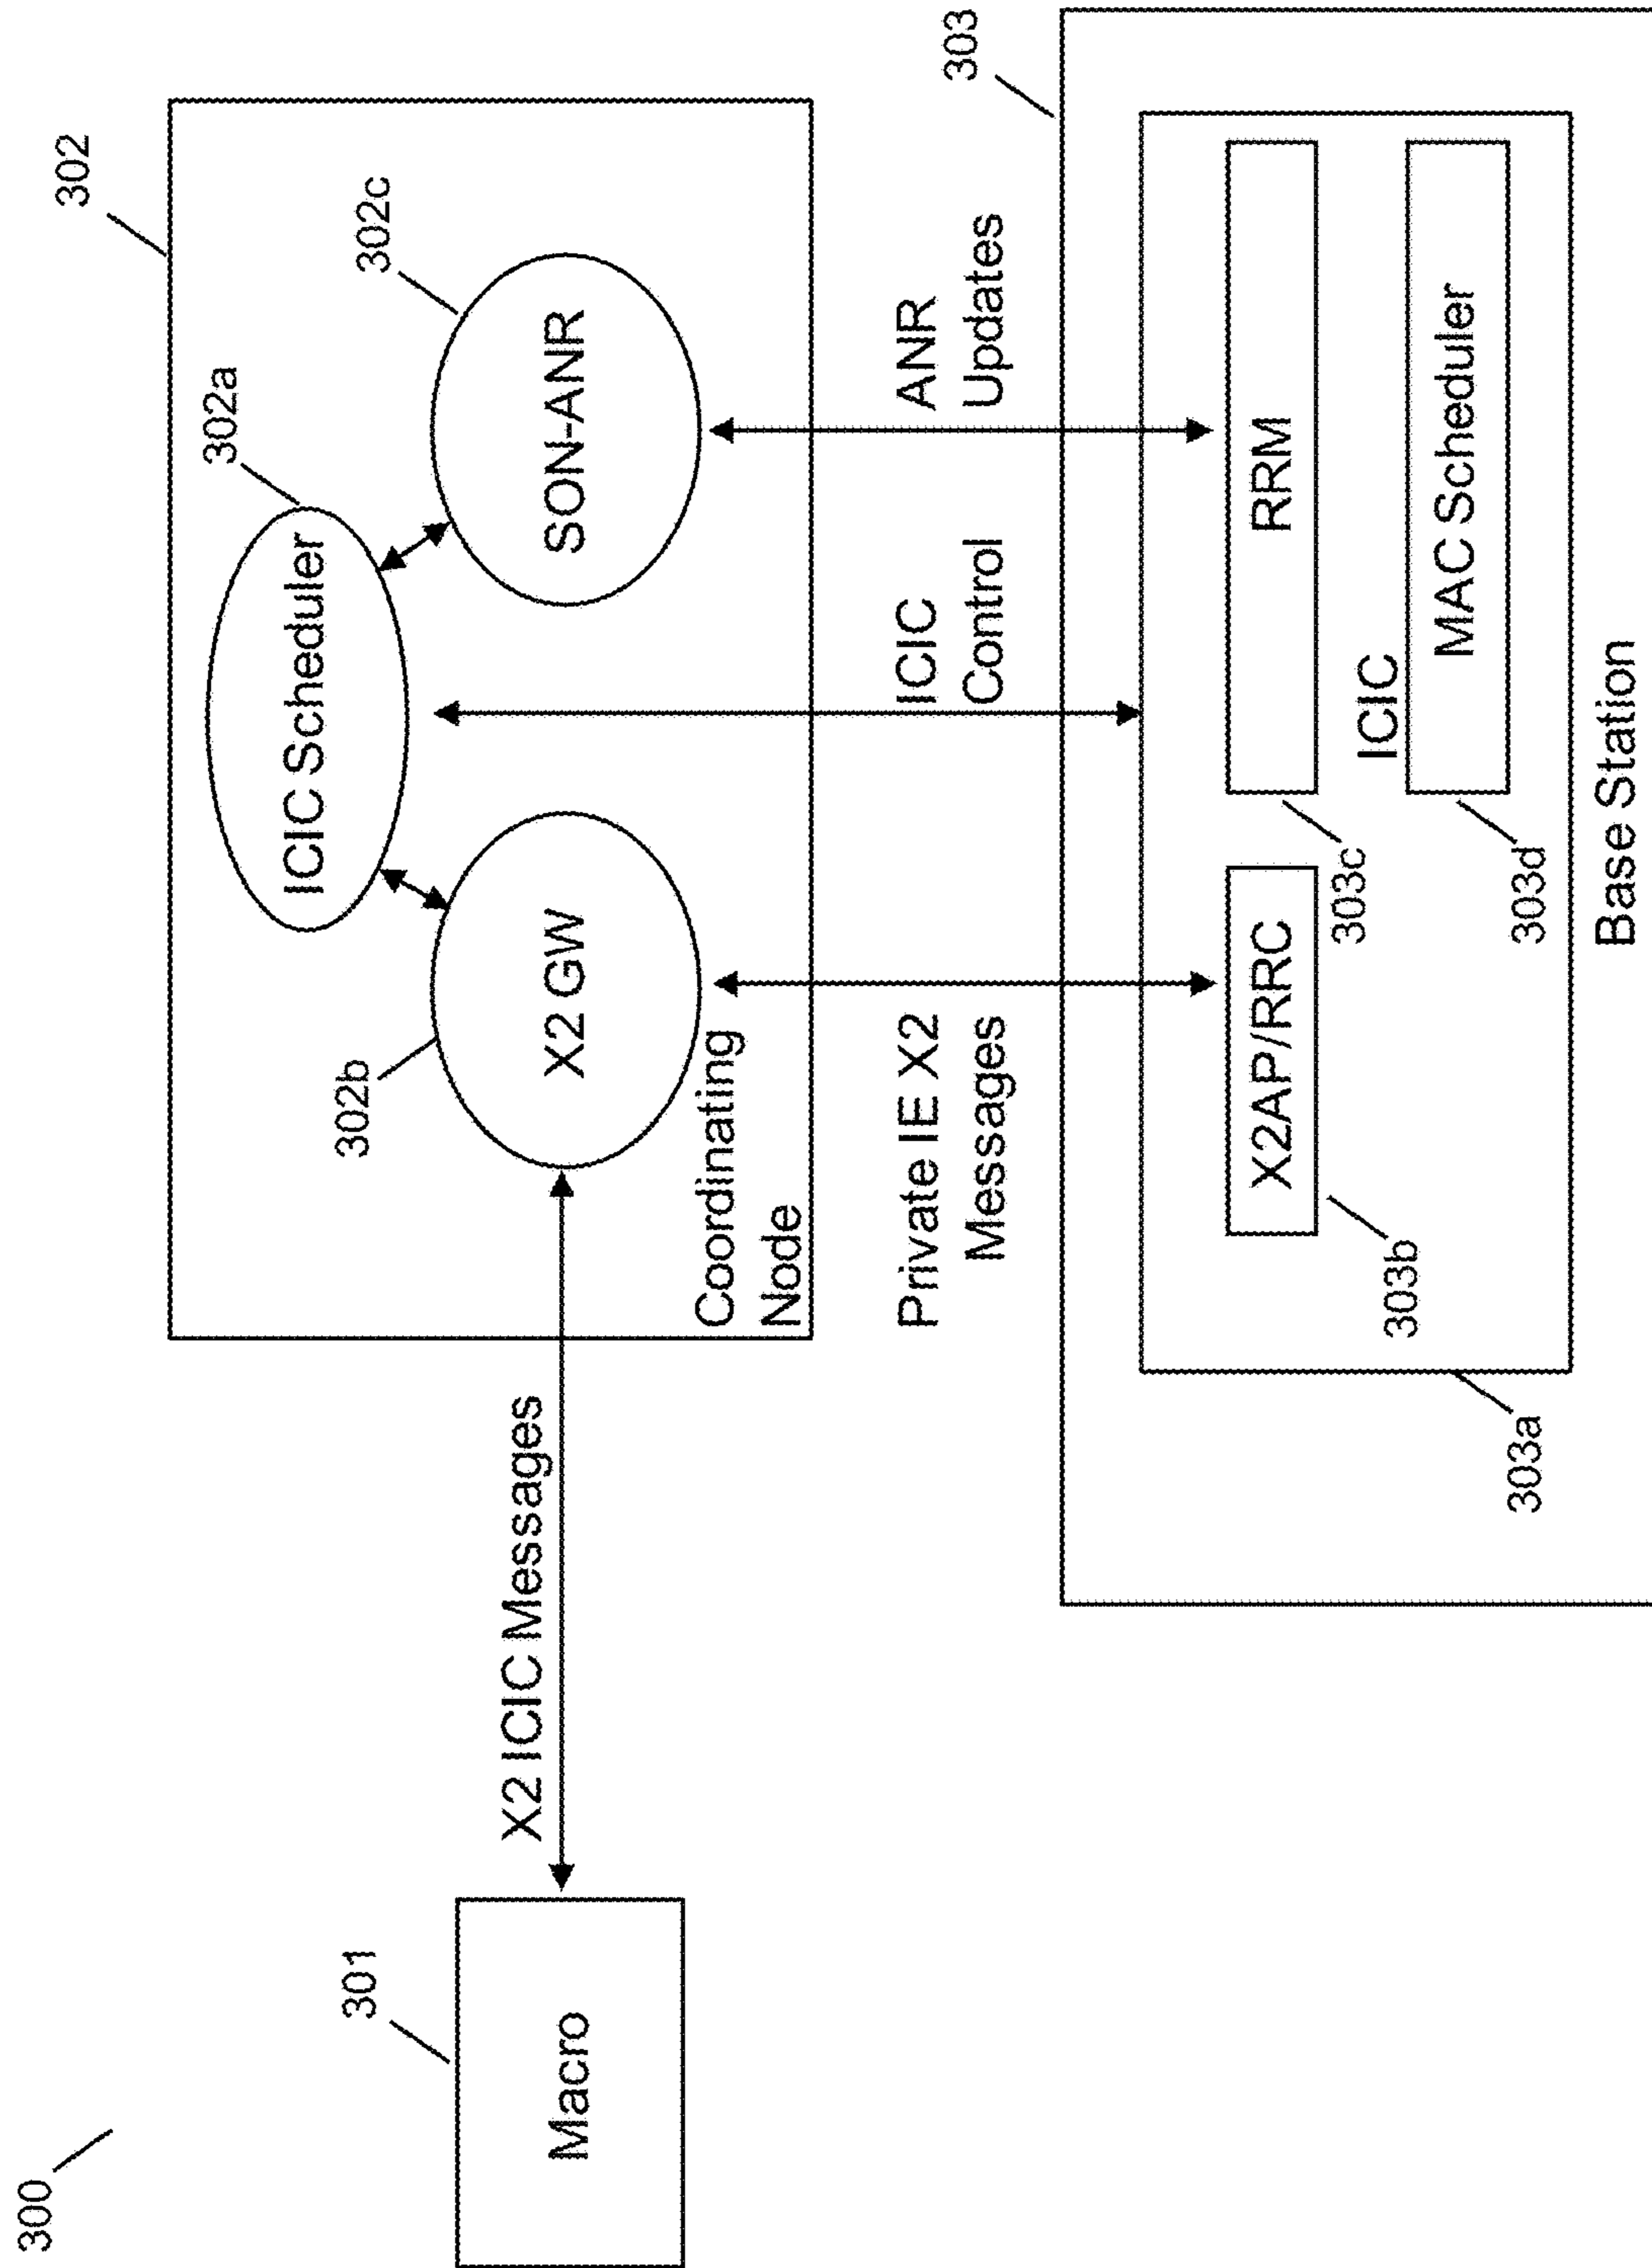 300
301
Macro
X2 ICIC Messages
302
302a
ICIC Scheduler
302b
X2 GW
302c
SON-ANR
Coordinating
Node
Private IE X2
Messages
ICIC
Control
ANR
Updates
303
X2AP/RRC
RRM
303b
303c
ICIC
MAC Scheduler
303d
303a
Base Station